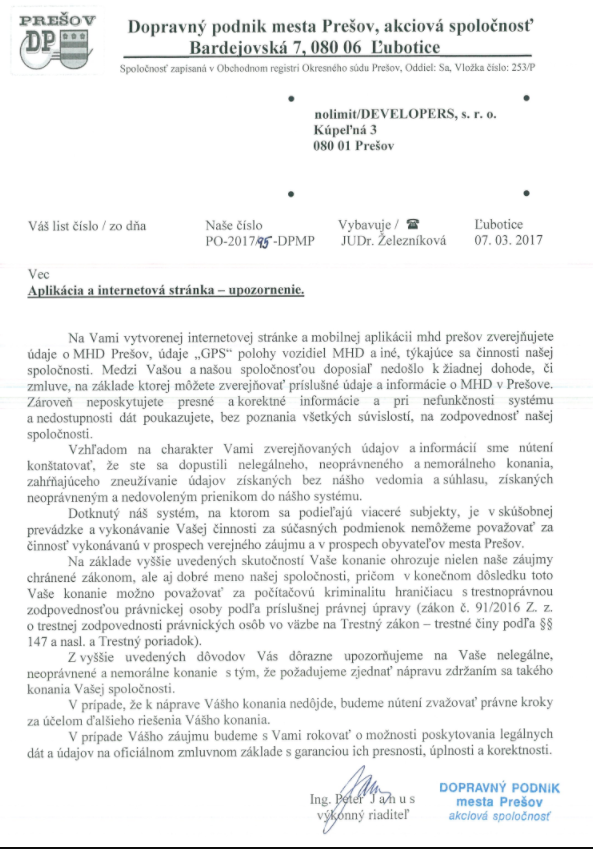 PREŠOV
DP
Dopravný podnik mesta Prešov, akciová spoločnosť
Bardejovská 7, 080 06 Ľubotice
Spoločnosť zapísaná v Obchodnom registri Okresného súdu Prešov, Oddiel: Sa, Vložka číslo: 253/P
nolimit/DEVELOPERS, s. r. o.
Kúpeľná 3
080 01 Prešov
Váš list číslo / zo dňa Naše číslo Vybavuje / ☎ Ľubotice
PO-2017/95-DPMP JUDr. Železníková 07. 03. 2017
Vec
Aplikácia a internetová stránka – upozornenie.
Na Vami vytvorenej internetovej stránke a mobilnej aplikácii mhd prešov zverejňujete
údaje o MHD Prešov, údaje „GPS“ polohy vozidiel MHD a iné, týkajúce sa činnosti našej
spoločnosti. Medzi Vašou a našou spoločnosťou doposiaľ nedošlo k žiadnej dohode, či
zmluve, na základe ktorej môžete zverejňovať príslušné údaje a informácie o MHD v Prešove.
Zároveň neposkytujete presné a korektné informácie a pri nefunkčnosti systému
a nedostupnosti dát poukazujete, bez poznania všetkých súvislostí, na zodpovednosť našej
spoločnosti.
Vzhľadom na charakter Vami zverejňovaných údajov a informácií sme nútení
konštatovať, že ste sa dopustili nelegálneho, neoprávneného a nemorálneho konania,
zahŕňajúceho zneužívanie údajov získaných bez nášho vedomia a súhlasu, získaných
neoprávneným a nedovoleným prienikom do nášho systému.
Dotknutý náš systém, na ktorom sa podieľajú viaceré subjekty, je v skúšobnej
prevádzke a vykonávanie Vašej činnosti za súčasných podmienok nemôžeme považovať za
činnosť vykonávanú v prospech verejného záujmu a v prospech obyvateľov mesta Prešov.
Na základe vyššie uvedených skutočností Vaše konanie ohrozuje nielen naše záujmy
chránené zákonom, ale aj dobré meno našej spoločnosti, pričom v konečnom dôsledku toto
Vaše konanie možno považovať za počítačovú kriminalitu hraničiacu s trestnoprávnou
zodpovednosťou právnickej osoby podľa príslušnej právnej úpravy (zákon č. 91/2016 Z. z.
o trestnej zodpovednosti právnických osôb vo väzbe na Trestný zákon – trestné činy podľa §§
147 a nasl. a Trestný poriadok).
Z vyššie uvedených dôvodov Vás dôrazne upozorňujeme na Vaše nelegálne,
neoprávnené a nemorálne konanie s tým, že požadujeme zjednať nápravu zdržaním sa takého
konania Vašej spoločnosti.
V prípade, že k náprave Vášho konania nedôjde, budeme nútení zvažovať právne kroky
za účelom ďalšieho riešenia Vášho konania.
V prípade Vášho záujmu budeme s Vami rokovať o možnosti poskytovania legálnych
dát a údajov na oficiálnom zmluvnom základe s garanciou ich presnosti, úplnosti a korektnosti.
Ing. Peter J a h u s
výkonný riaditeľ
DOPRAVNÝ PODNIK
mesta Prešov
akciová spoločnosť